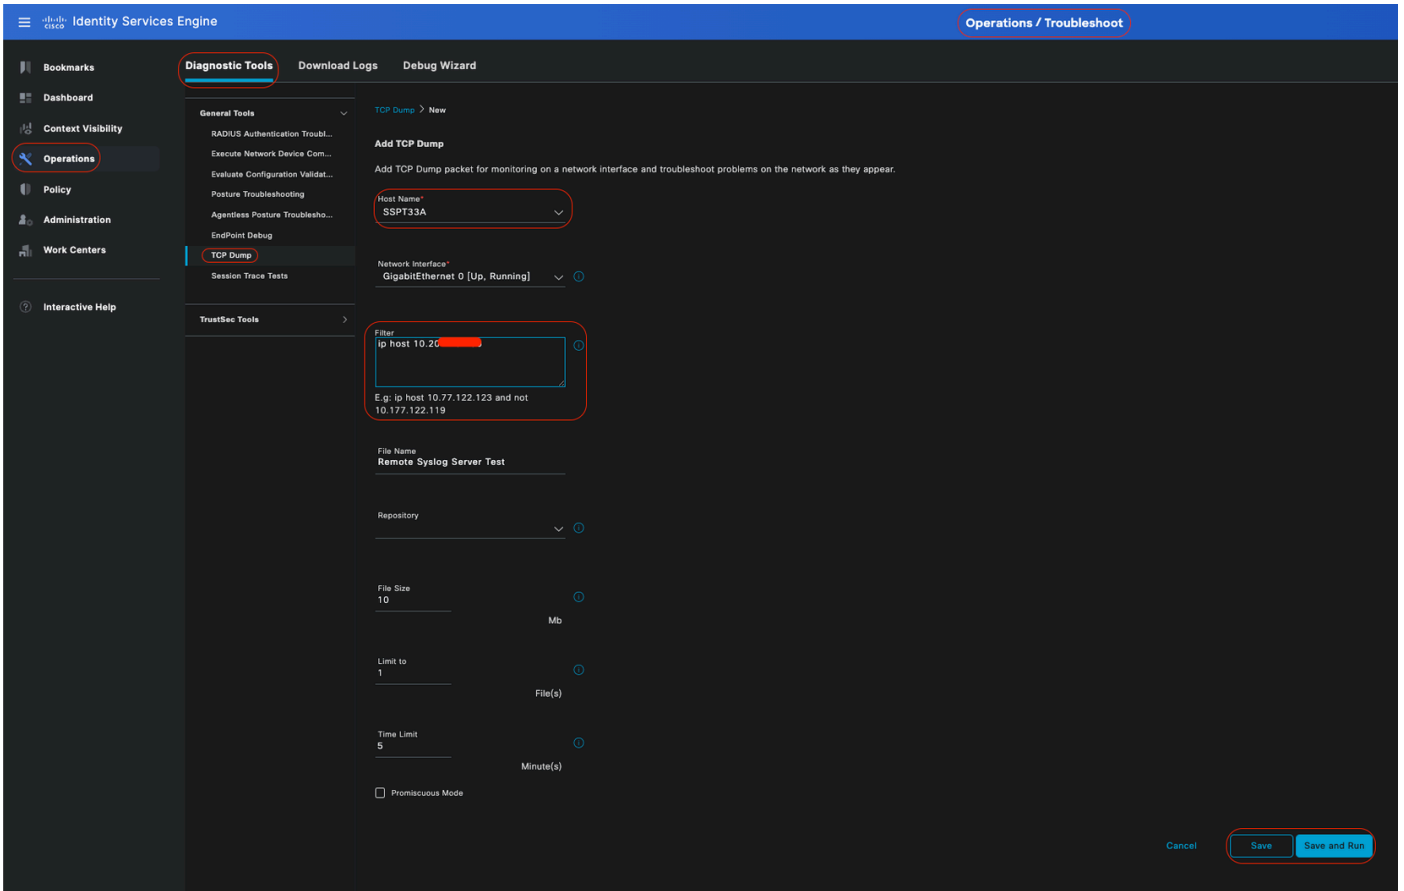 cisco Identity Services Engine
Operations / Troubleshoot
Bookmarks
Dashboard
Context Visibility
Operations
Policy
Administration
Work Centers
Interactive Help
Diagnostic Tools
Download Logs
Debug Wizard
General Tools
RADIUS Authentication Troubl...
Execute Network Device Com...
Evaluate Configuration Validat...
Posture Troubleshooting
Agentless Posture Troublesho...
EndPoint Debug
TCP Dump
Session Trace Tests
TrustSec Tools
TCP Dump > New
Add TCP Dump
Add TCP Dump packet for monitoring on a network interface and troubleshoot problems on the network as they appear.
Host Name*
SSPT33A
Network Interface*
GigabitEthernet 0 [Up, Running]
Filter
ip host 10.20
E.g: ip host 10.77.122.123 and not
10.177.122.119
File Name
Remote Syslog Server Test
Repository
File Size
10
Mb
Limit to
1
File(s)
Time Limit
5
Minute(s)
Promiscuous Mode
Cancel
Save
Save and Run